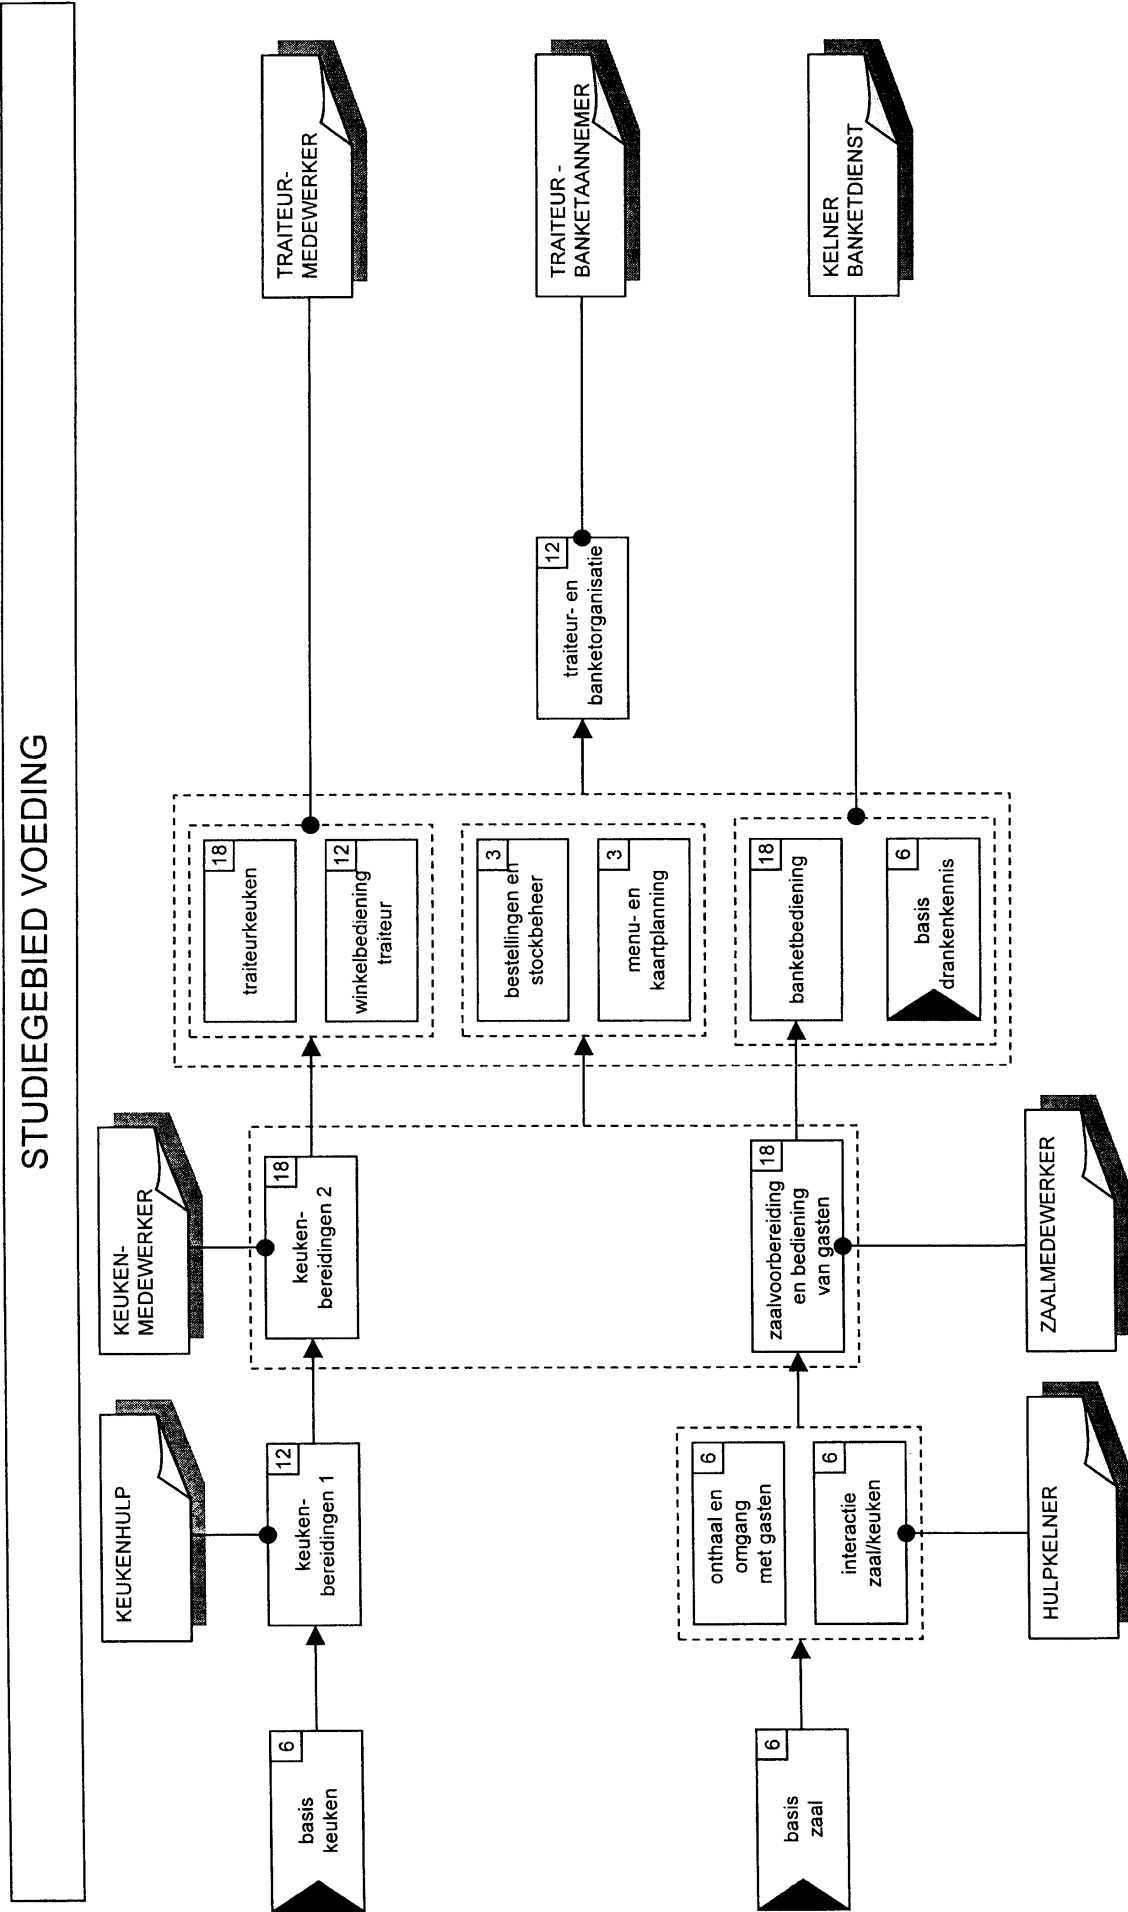 STUDIEGEBIED VOEDING
KEUKENHULP
KEUKEN-
MEDEWERKER
TRAITEUR-
MEDEWERKER
6
basis
keuken
12
keuken-
bereidingen 1
18
keuken-
bereidingen 2
18
traiteurkeuken
12
winkelbediening
traiteur
3
bestellingen en
stockbeheer
3
menu- en
kaartplanning
12
traiteur- en
banketorganisatie
TRAITEUR -
BANKETAANNEMER
6
basis
zaal
6
onthaal en
omgang
met gasten
6
interactie
zaal/keuken
18
zaalvoorbereiding
en bediening
van gasten
18
banketbediening
6
basis
drankenkennis
KELNER
BANKETDIENST
HULPKELNER
ZAALMEDEWERKER